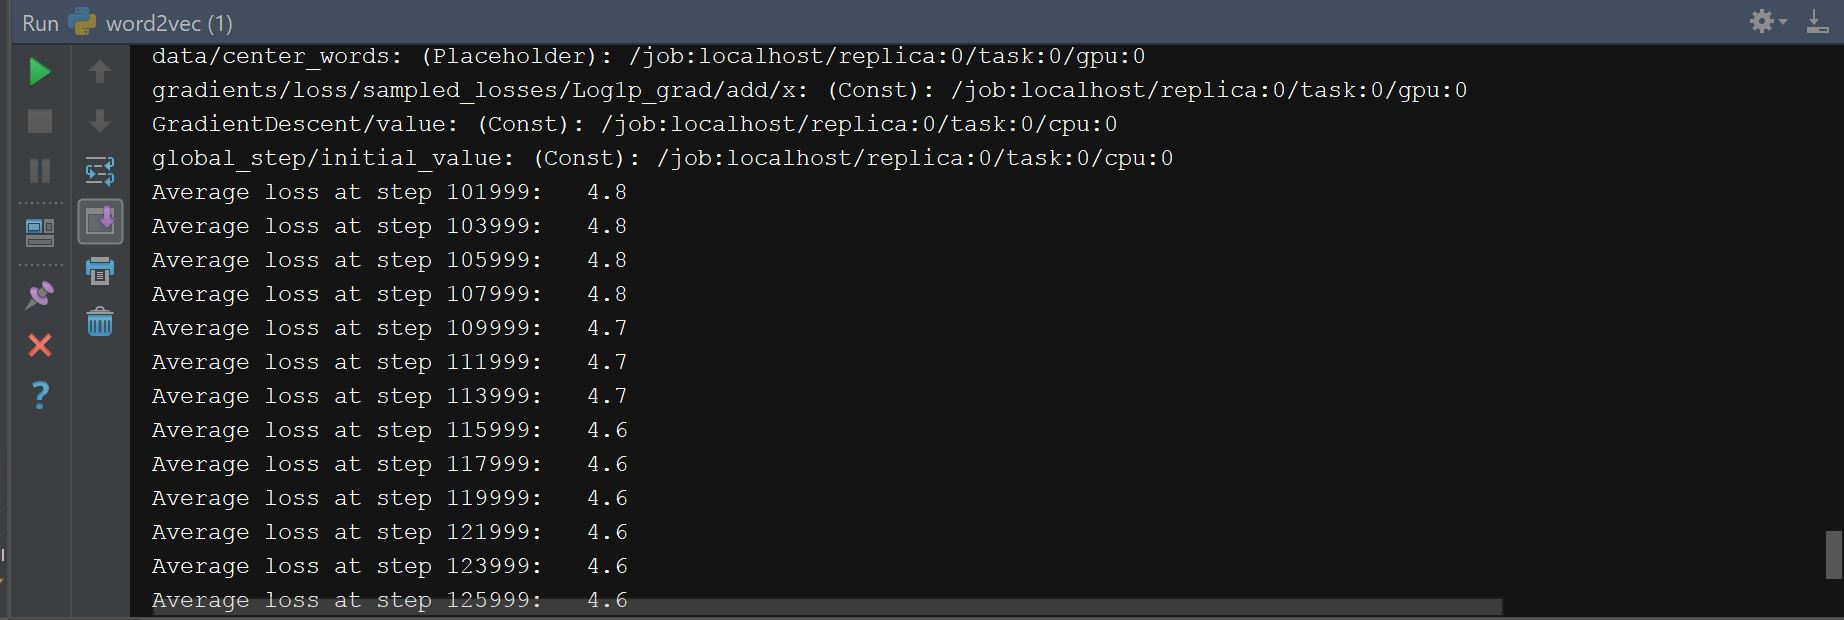 Run word2vec (1)
data/center_words: (Placeholder): /job:localhost/replica:0/task:0/gpu:0
gradients/loss/sampled_losses/Log1p_grad/add/x: (Const): /job:localhost/replica:0/task:0/gpu:0
GradientDescent/value: (Const): /job:localhost/replica:0/task:0/cpu:0
global_step/initial_value: (Const): /job:localhost/replica:0/task:0/cpu:0
Average loss at step 101999:   4.8
Average loss at step 103999:   4.8
Average loss at step 105999:   4.8
Average loss at step 107999:   4.8
Average loss at step 109999:   4.7
Average loss at step 111999:   4.7
Average loss at step 113999:   4.7
Average loss at step 115999:   4.6
Average loss at step 117999:   4.6
Average loss at step 119999:   4.6
Average loss at step 121999:   4.6
Average loss at step 123999:   4.6
Average loss at step 125999:   4.6